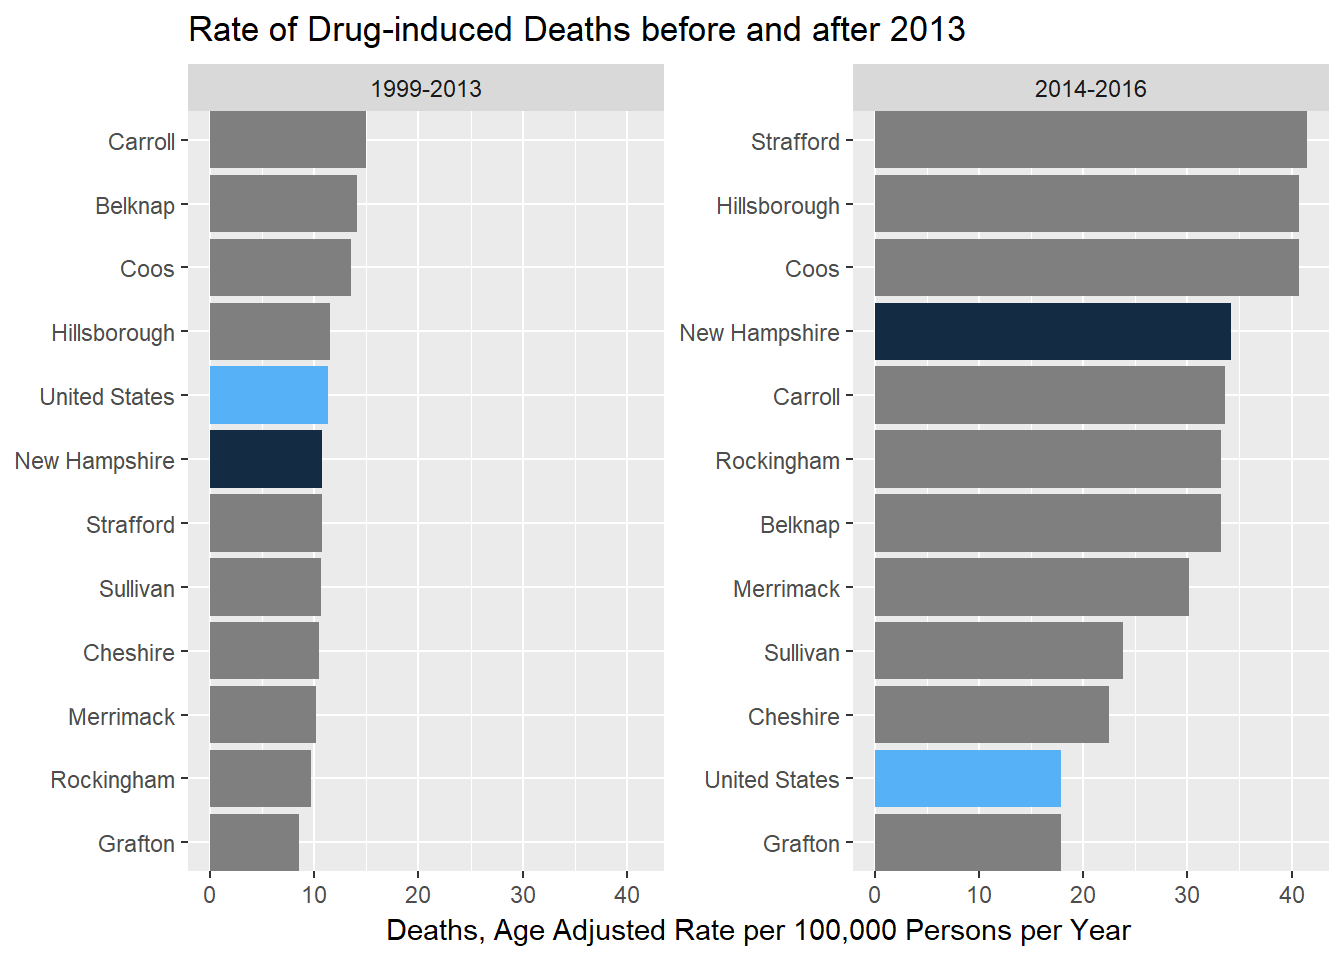 Rate of Drug-induced Deaths before and after 2013
1999-2013
Carroll
Belknap
Coos
Hillsborough
United States
New Hampshire
Strafford
Sullivan
Cheshire
Merrimack
Rockingham
Grafton
0 10 20 30 40
2014-2016
Strafford
Hillsborough
Coos
New Hampshire
Carroll
Rockingham
Belknap
Merrimack
Sullivan
Cheshire
United States
Grafton
0 10 20 30 40
Deaths, Age Adjusted Rate per 100,000 Persons per Year